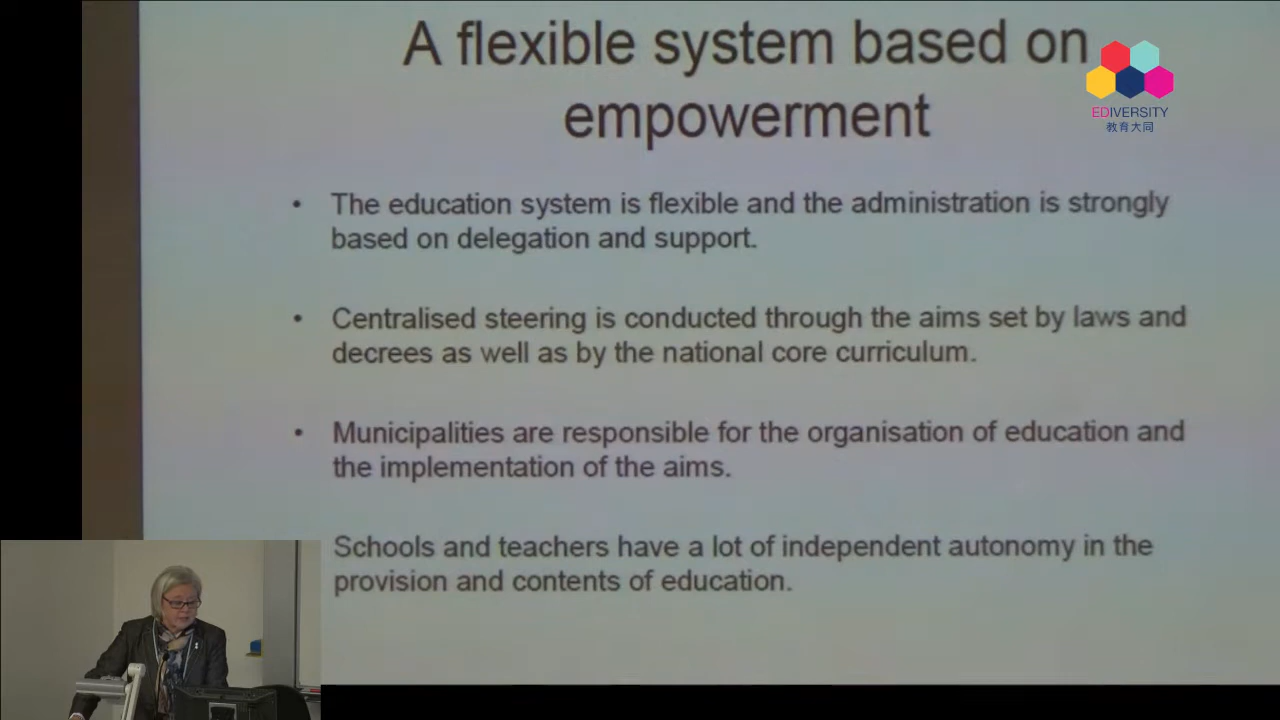 A flexible system based on
empowerment
EDIVERSITY
教育大同
• The education system is flexible and the administration is strongly
based on delegation and support.
• Centralised steering is conducted through the aims set by laws and
decrees as well as by the national core curriculum.
• Municipalities are responsible for the organisation of education and
the implementation of the aims.
Schools and teachers have a lot of independent autonomy in the
provision and contents of education.